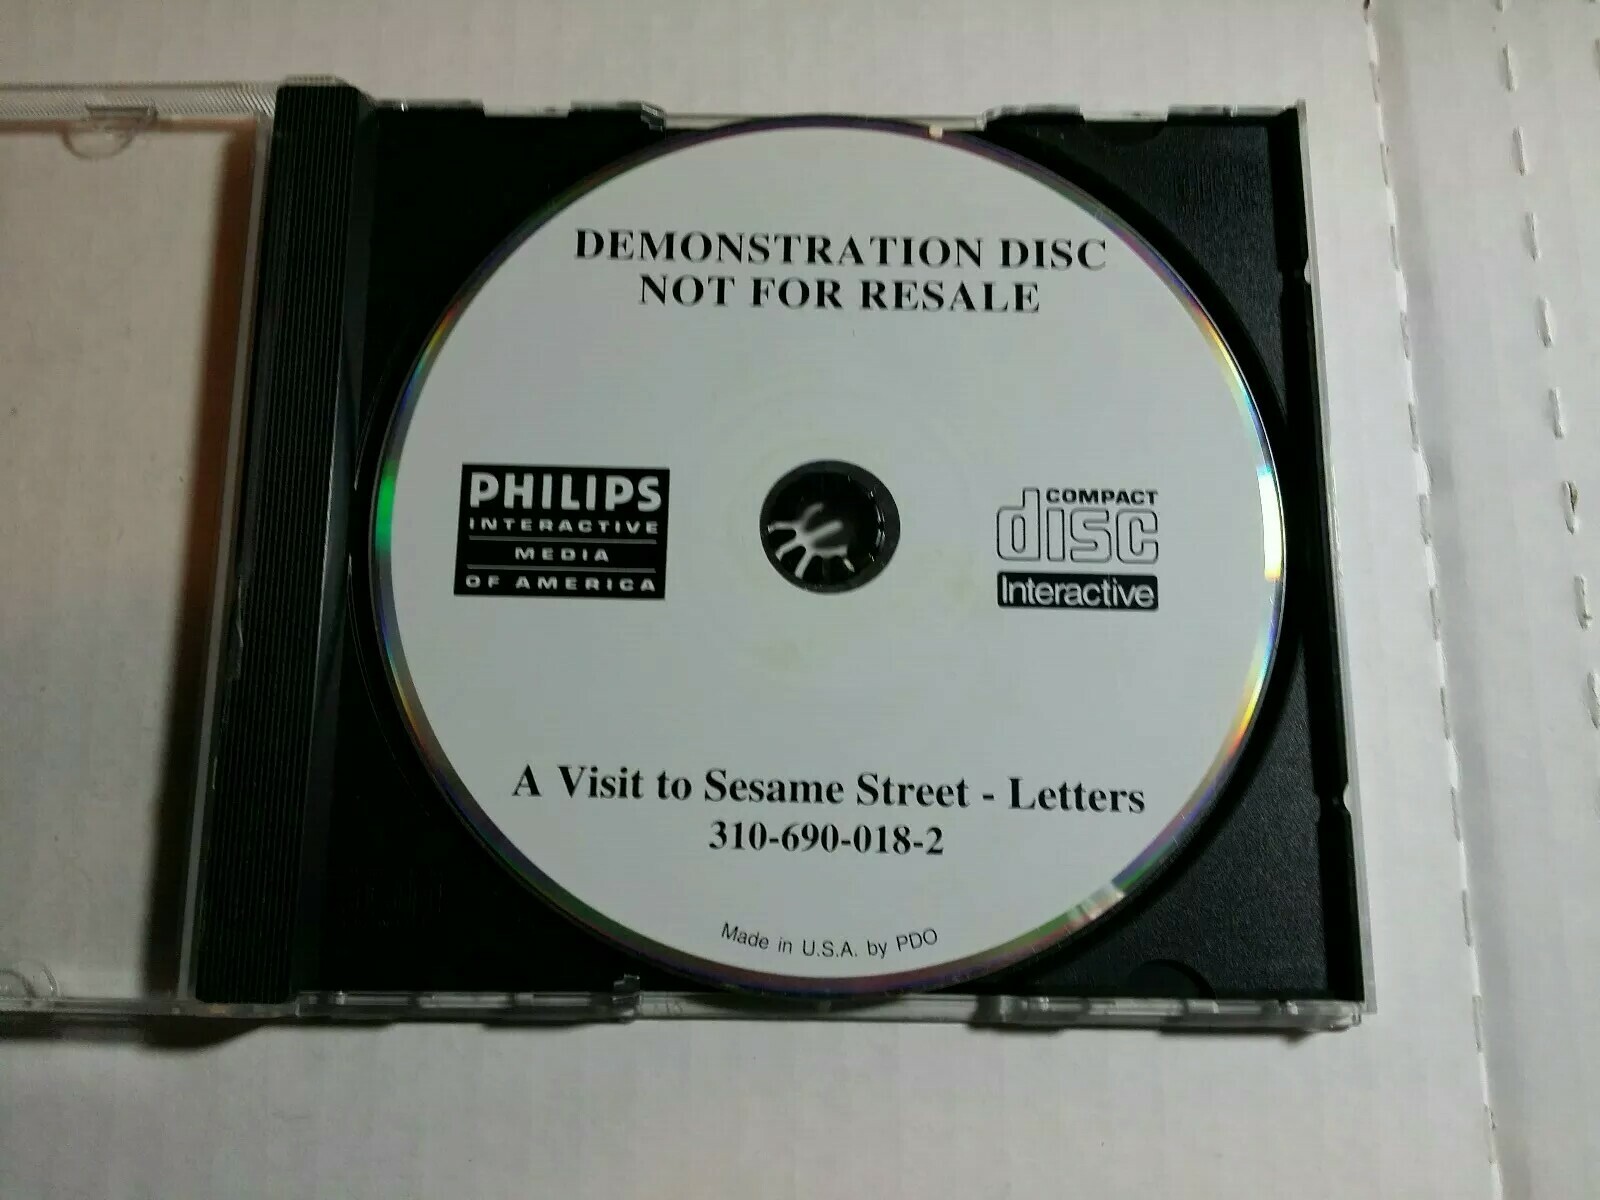 DEMONSTRATION DISC
NOT FOR RESALE
PHILIPS
INTERACTIVE
MEDIA
OF AMERICA
COMPACT
disc
Interactive
A Visit to Sesame Street - Letters
310-690-018-2
Made in U.S.A. by PDO